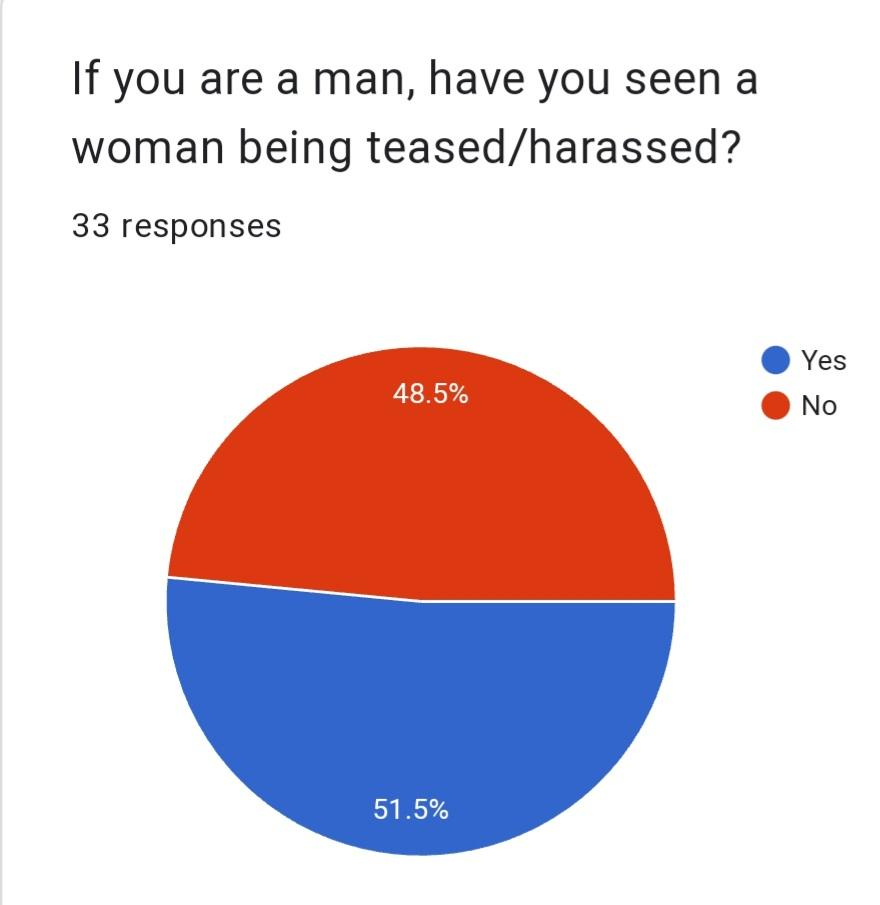 If you are a man, have you seen a
woman being teased/harassed?
33 responses
Yes
No
48.5%
51.5%